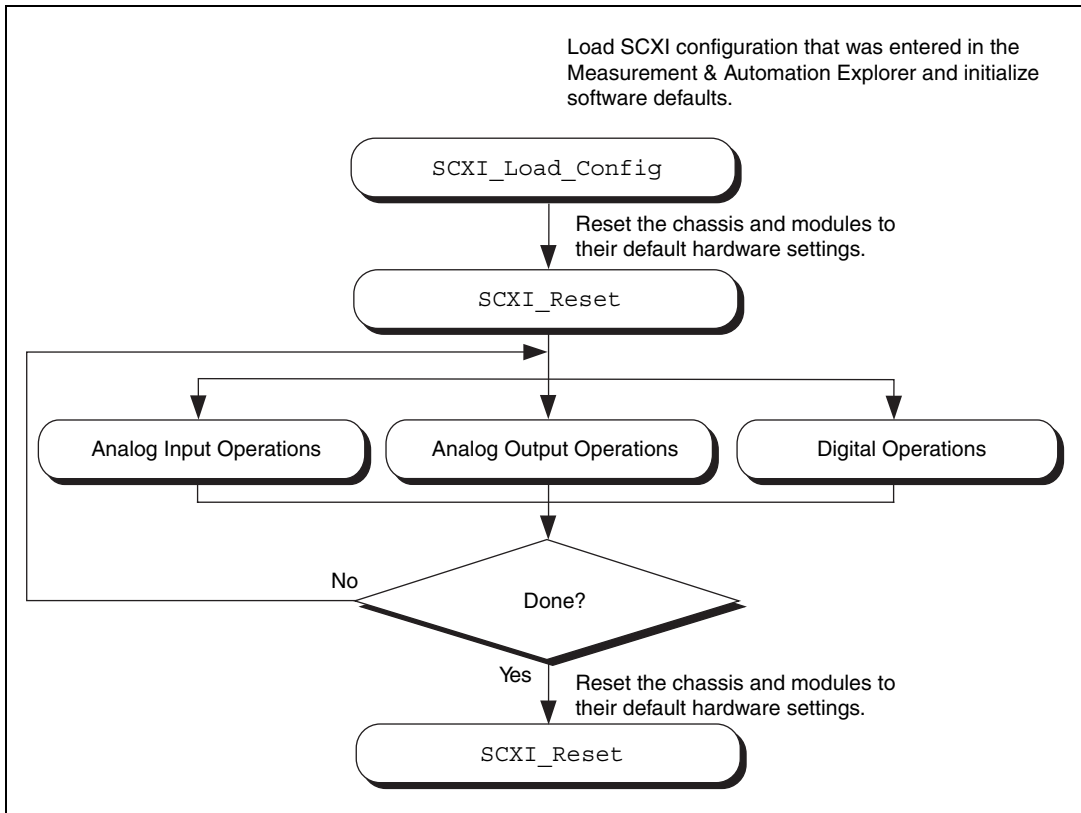 Load SCXI configuration that was entered in the
Measurement & Automation Explorer and initialize
software defaults.
SCXI_Load_Config
Reset the chassis and modules to
their default hardware settings.
SCXI_Reset
Analog Input Operations
Analog Output Operations
Digital Operations
No
Done?
Yes
Reset the chassis and modules to
their default hardware settings.
SCXI_Reset